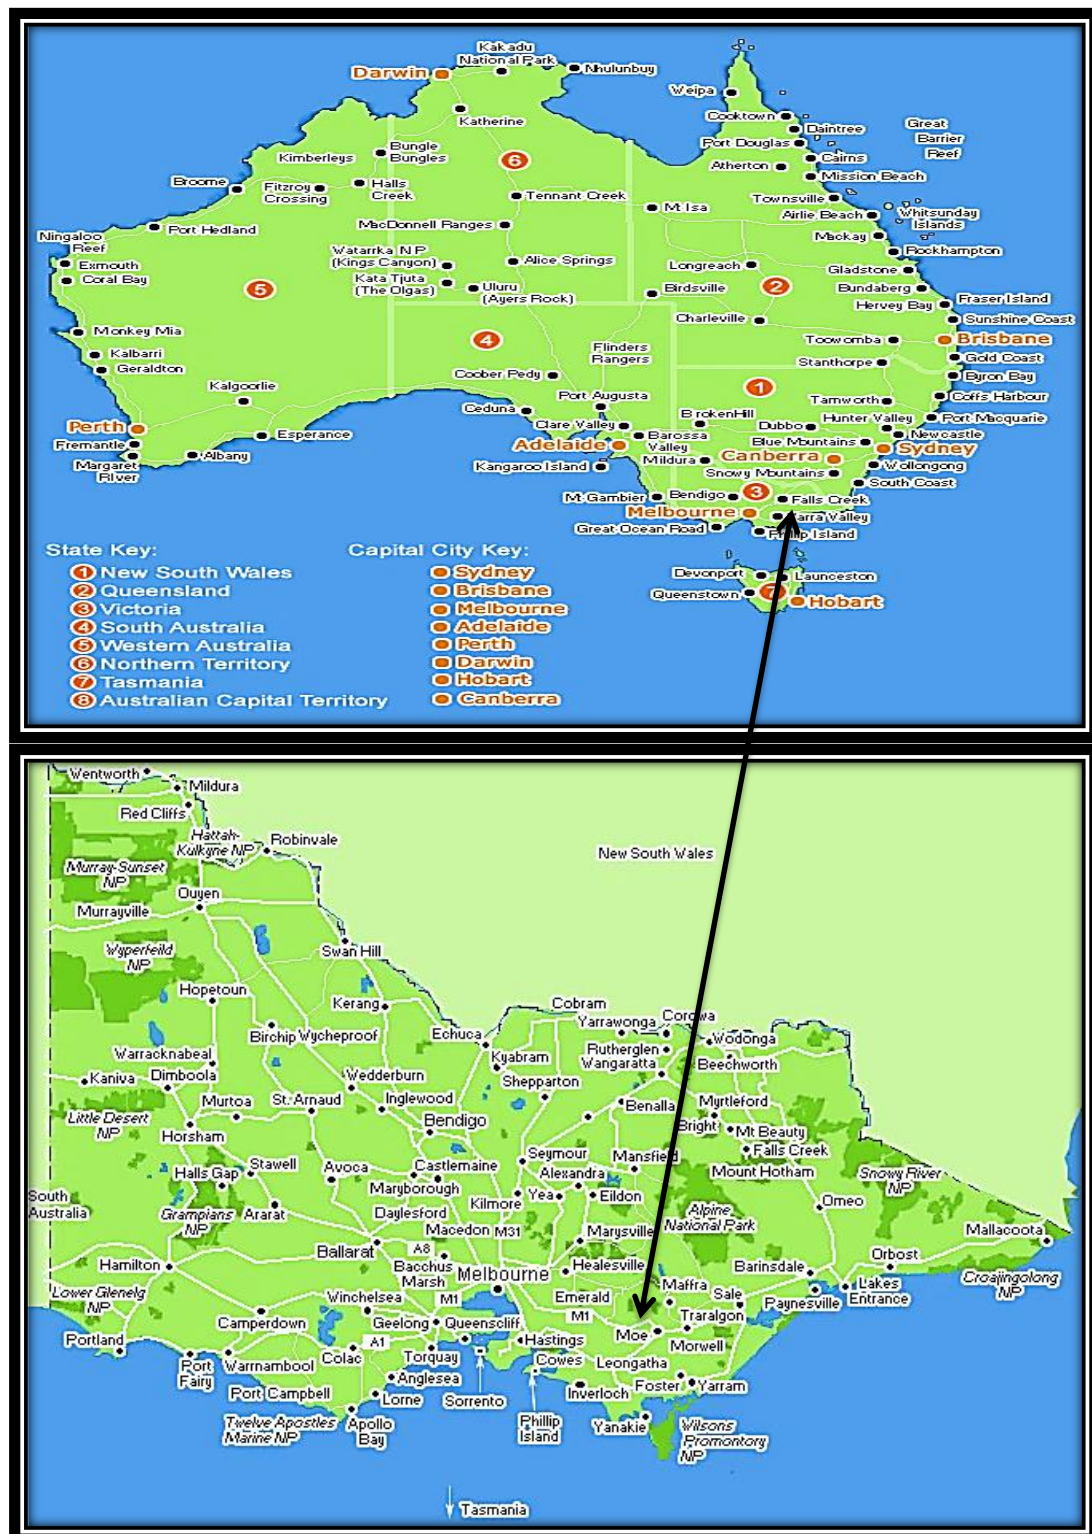 Kakadu
National Park
Darwin
Nhulunbuy
Weipa
Katherine
Cooktown
Daintree
Great
Barrier
Reef
Port Douglas
Bungle
Bungles
Kimberleys
6
Cairns
Atherton
Mission Beach
Broome
Fitzroy
Crossing
Halls
Creek
Tennant Creek
Mt Isa
Townsville
Airlie Beach
Whitsunday
Islands
Port Hedland
MacDonnell Ranges
Mackay
Ningaloo
Reef
Rockhampton
Watarrka N P
(Kings Canyon)
Exmouth
Alice Springs
Longreach
Gladstone
Coral Bay
Kata Tjuta
(The Olgas)
5
Uluru
(Ayers Rock)
Birdsville
2
Bundaberg
Hervey Bay
Fraser Island
Sunshine Coast
Charleville
Monkey Mia
4
Toowomba
Brisbane
Kalbarri
Flinders
Rangers
Gold Coast
Geraldton
Stanthorpe
Coober Pedy
Byron Bay
Kalgoorlie
1
Port Augusta
Tamworth
Coffs Harbour
Ceduna
BrokenHill
Hunter Valley
Port Macquarie
Perth
Clare Valley
Dubbo
Newcastle
Esperance
Barossa
Valley
Blue Mountains
Fremantle
Adelaide
Sydney
Albany
Mildura
Canberra
Margaret
River
Kangaroo Island
Snowy Mountains
Wollongong
South Coast
Mt Gambier
Bendigo
3
Falls Creek
Melbourne
Yarra Valley
Great Ocean Road
Phillip Island
Devonport
Launceston
Queenstown
7
Hobart
State Key:
1 New South Wales
2 Queensland
3 Victoria
4 South Australia
5 Western Australia
6 Northern Territory
7 Tasmania
8 Australian Capital Territory
Capital City Key:
Sydney
Brisbane
Melbourne
Adelaide
Perth
Darwin
Hobart
Canberra
Wentworth
Mildura
Red Cliffs
Hattah-
Kulkyne NP
Robinvale
New South Wales
Murray-Sunset
NP
Ouyen
Murrayville
Wyperfeild
NP
Swan Hill
Hopetoun
Kerang
Cobram
Corowa
Yarrawonga
Birchip
Wycheproof
Echuca
Wodonga
Warracknabeal
Kyabram
Rutherglen
Wangaratta
Beechworth
Kaniva
Dimboola
Wedderburn
Shepparton
Murtoa
St. Arnaud
Inglewood
Benalla
Myrtleford
Little Desert
NP
Bendigo
Bright
Mt Beauty
Horsham
Falls Creek
Seymour
Mansfield
Halls Gap
Stawell
Avoca
Castlemaine
Alexandra
Mount Hotham
Snowy River
NP
Maryborough
South
Australia
Kilmore
Yea
Eildon
Omeo
Grampians
NP
Ararat
Daylesford
Alpine
National Park
Macedon
M31
Marysville
Mallacoota
Ballarat
A8
Orbost
Hamilton
Bacchus
Marsh
Melbourne
Healesville
Barinsdale
Croajingolong
NP
Lower Glenelg
NP
Winchelsea
M1
Emerald
Maffra
Sale
Lakes
Entrance
Paynesville
Camperdown
Geelong
Queenscliff
M1
Traralgon
Portland
A1
Hastings
Moe
Morwell
Port
Fairy
Warrnambool
Colac
Torquay
Cowes
Leongatha
Anglesea
Foster
Yarram
Port Campbell
Lorne
Sorrento
Inverloch
Twelve Apostles
Marine NP
Apollo
Bay
Phillip
Island
Yanakie
Wilsons
Promontory
NP
Tasmania